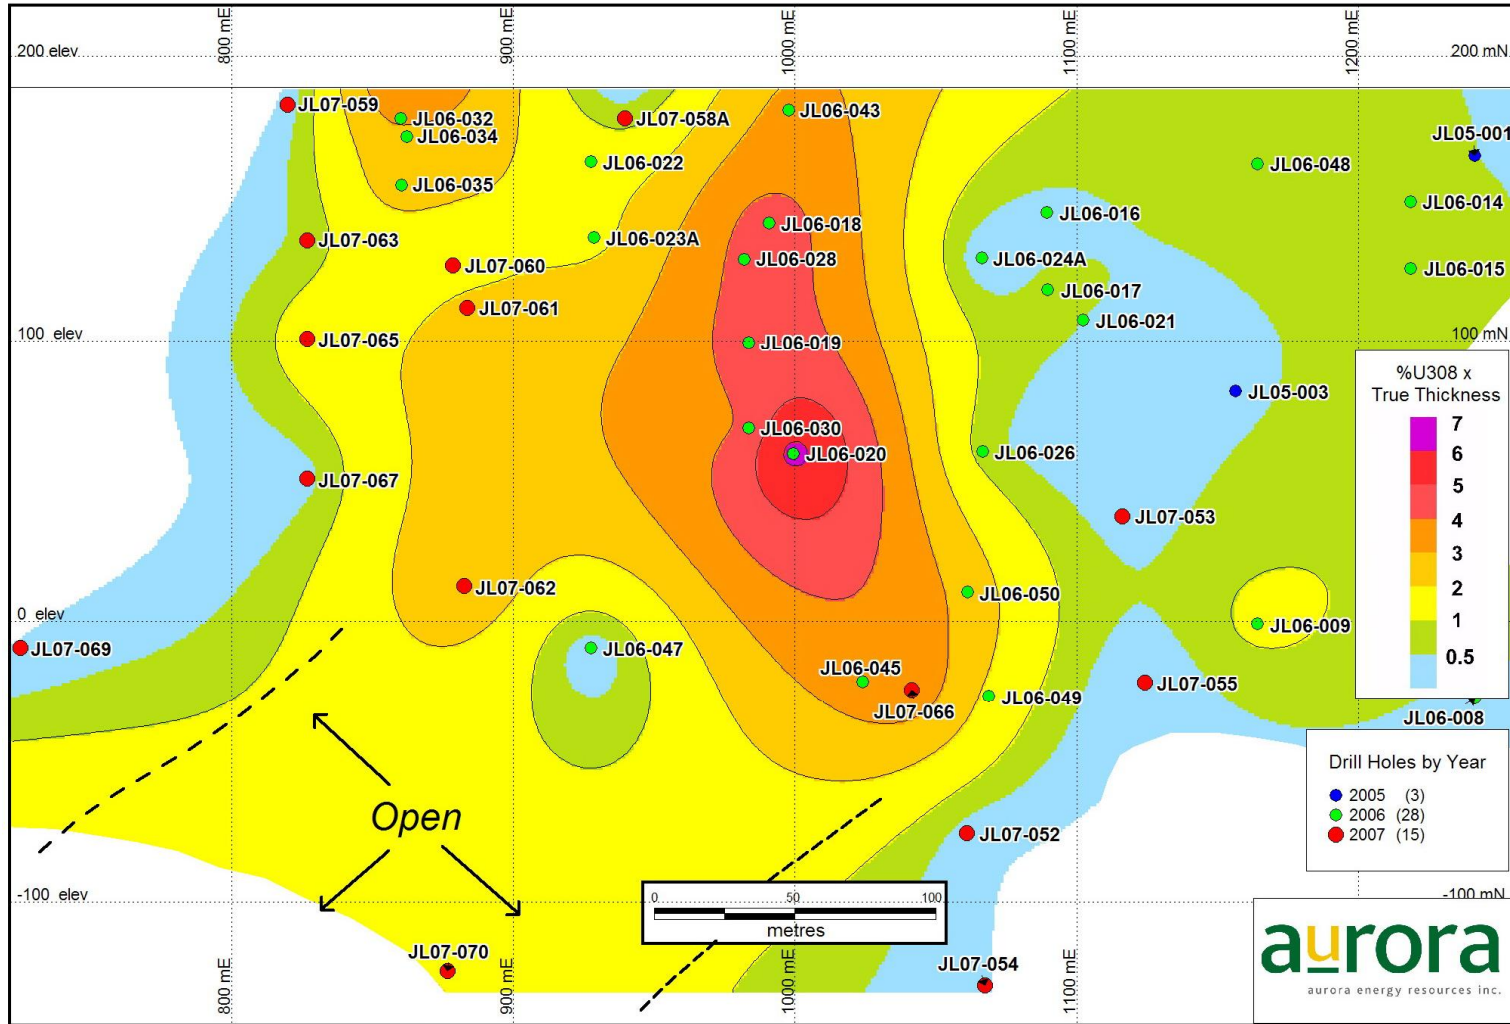 800 mE
900 mE
1000 mE
1100 mE
1200 mE
200 elev
200 mN
JL07-059
JL06-032
JL06-034
JL06-035
JL07-058A
JL06-022
JL06-043
JL05-001
JL06-048
JL06-014
JL06-016
JL06-018
JL07-063
JL06-023A
JL07-060
JL06-028
JL06-024A
JL06-015
JL07-061
JL06-017
JL06-021
100 elev
100 mN
JL07-065
JL06-019
JL05-003
JL06-030
JL06-020
JL06-026
JL07-067
JL07-053
JL07-062
JL06-050
0 elev
JL06-009
JL07-069
JL06-047
JL06-045
JL07-066
JL06-049
JL07-055
JL06-008
%U308 x
True Thickness
7
6
5
4
3
2
1
0.5
Drill Holes by Year
2005 (3)
2006 (28)
2007 (15)
Open
JL07-052
-100 elev
-100 mN
0 50 100
metres
JL07-070
JL07-054
800 mE
900 mE
1000 mE
1100 mE
aurora
aurora energy resources inc.